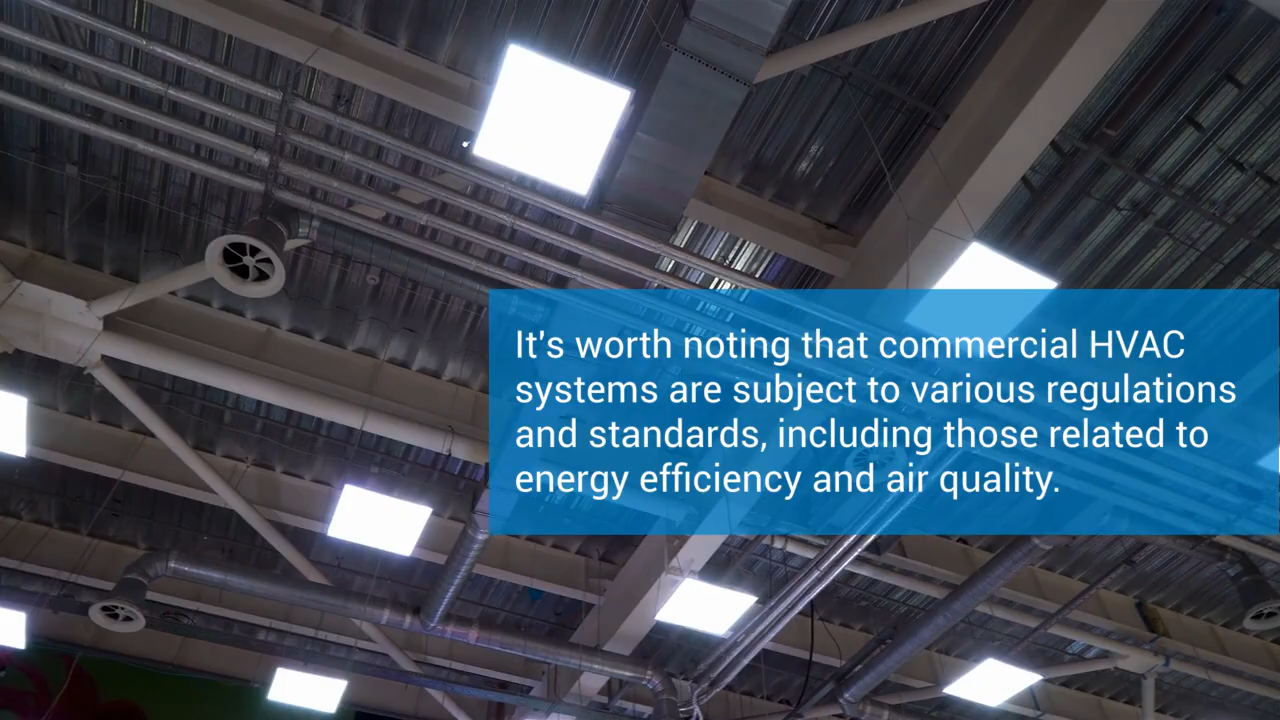 It's worth noting that commercial HVAC
systems are subject to various regulations
and standards, including those related to
energy efficiency and air quality.